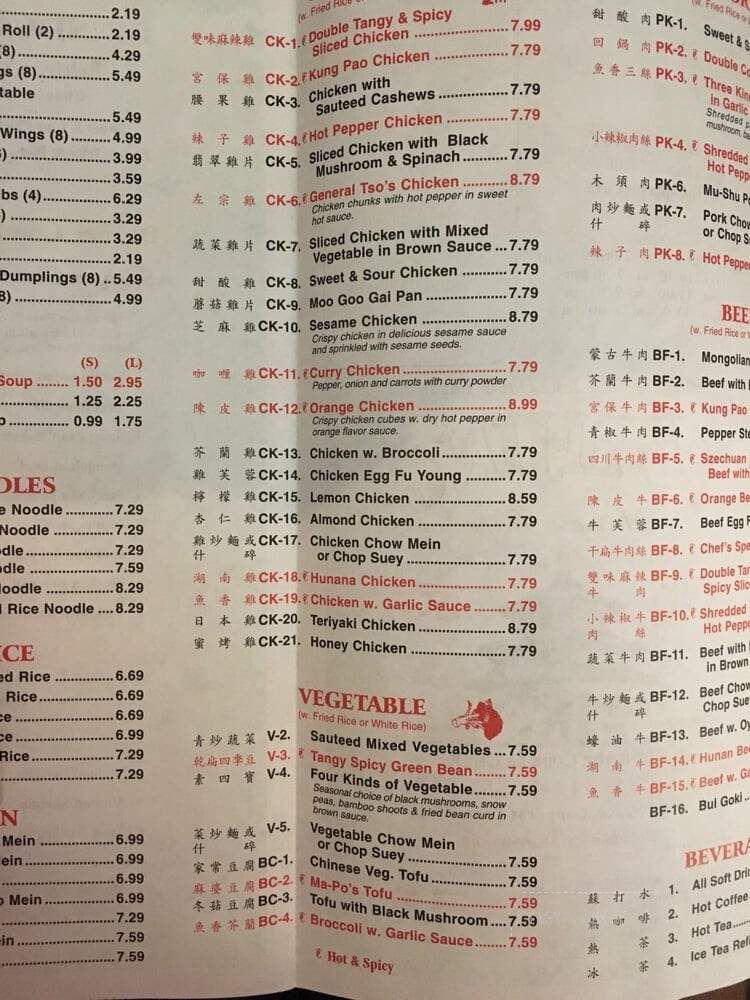 ...2.19
Roll (2) ...2.19
(8) ...4.29
gs (8) ...5.49
table
...5.49
Wings (8) ...4.99
...3.99
...3.59
bs (4) ...6.29
...3.29
...3.29
...2.19
Dumplings (8) ..5.49
8) ...4.99
(S) (L)
Soup ........ 1.50 2.95
... 1.25 2.25
... 0.99 1.75
DLES
e Noodle ...7.29
Noodle ...7.29
odle ...7.29
odle ...7.59
Noodle ...8.29
d Rice Noodle ....8.29
ICE
ed Rice ...6.69
Rice ...6.69
ce ...6.69
ce ...6.99
Rice ...7.29
...7.29
Mein ...6.99
ein ...6.99
...6.99
o Mein ...6.99
...7.29
ein ...7.59
...7.59
(w. Fried Rice or
雙味麻辣雞 CK-1. Double Tangy & Spicy
Sliced Chicken ...7.99
宮保雞 CK-2. Kung Pao Chicken ...7.79
腰果雞 CK-3. Chicken with
Sauteed Cashews ...7.79
辣子雞 CK-4. Hot Pepper Chicken ...7.79
翡翠雞片 CK-5. Sliced Chicken with Black
Mushroom & Spinach ...7.79
左宗雞 CK-6. General Tso's Chicken ...8.79
Chicken chunks with hot pepper in sweet
hot sauce.
蔬菜雞片 CK-7. Sliced Chicken with Mixed
Vegetable in Brown Sauce ...7.79
甜酸雞 CK-8. Sweet & Sour Chicken ...7.79
蘑菇雞片 CK-9. Moo Goo Gai Pan ...7.79
芝麻雞 CK-10. Sesame Chicken ...8.79
Crispy chicken in delicious sesame sauce
and sprinkled with sesame seeds.
咖喱雞 CK-11. Curry Chicken ...7.79
Pepper, onion and carrots with curry powder
陳皮雞 CK-12. Orange Chicken ...8.99
Crispy chicken cubes w. dry hot pepper in
orange flavor sauce.
芥蘭雞 CK-13. Chicken w. Broccoli ...7.79
雞芙蓉 CK-14. Chicken Egg Fu Young ...7.79
檸檬雞 CK-15. Lemon Chicken ...8.59
杏仁雞 CK-16. Almond Chicken ...7.79
雞炒麵或什碎 CK-17. Chicken Chow Mein
or Chop Suey ...7.79
湖南雞 CK-18. Hunana Chicken ...7.79
魚香雞 CK-19. Chicken w. Garlic Sauce ...7.79
日本雞 CK-20. Teriyaki Chicken ...8.79
蜜烤雞 CK-21. Honey Chicken ...7.79
VEGETABLE
(w. Fried Rice or White Rice)
青炒蔬菜 V-2. Sauteed Mixed Vegetables ...7.59
乾扁四季豆 V-3. Tangy Spicy Green Bean ...7.59
素四寶 V-4. Four Kinds of Vegetable ...7.59
Seasonal choice of black mushrooms, snow
peas, bamboo shoots & fried bean curd in
brown sauce.
菜炒麵或什碎 V-5. Vegetable Chow Mein
or Chop Suey ...7.59
家常豆腐 BC-1. Chinese Veg. Tofu ...7.59
麻婆豆腐 BC-2. Ma-Po's Tofu ...7.59
冬菇豆腐 BC-3. Tofu with Black Mushroom ....7.59
魚香芥蘭 BC-4. Broccoli w. Garlic Sauce ...7.59
Hot & Spicy
(w. Fried Rice or
甜酸肉 PK-1. Sweet & S
回鍋肉 PK-2. Double Co
魚香三絲 PK-3. Three Kin
in Garlic
Shredded p
mushroom, ba
小辣椒肉絲 PK-4. Shredded
Hot Pepp
木須肉 PK-6. Mu-Shu Po
肉炒麵或什碎 PK-7. Pork Chow
or Chop S
辣子肉 PK-8. Hot Pepper
BEE
(w. Fried Rice or W
蒙古牛肉 BF-1. Mongolian
芥蘭牛肉 BF-2. Beef with
宮保牛肉 BF-3. Kung Pao
青椒牛肉 BF-4. Pepper Ste
四川牛肉絲 BF-5. Szechuan
Beef with
陳皮牛 BF-6. Orange Be
牛芙蓉 BF-7. Beef Egg F
干扁牛肉絲 BF-8. Chef's Spe
雙味麻辣牛肉 BF-9. Double Tan
Spicy Slic
小辣椒牛肉絲 BF-10. Shredded
Hot Peppe
蔬菜牛肉 BF-11. Beef with
in Brown
牛炒麵或什碎 BF-12. Beef Chow
Chop Sue
蠔油牛 BF-13. Beef w. Oy
湖南牛 BF-14. Hunan Bee
魚香牛 BF-15. Beef w. Ga
BF-16. Bul Goki ..
BEVERA
蘇打水 1. All Soft Drin
熱咖啡 2. Hot Coffee
熱茶 3. Hot Tea ...
冰茶 4. Ice Tea Refi